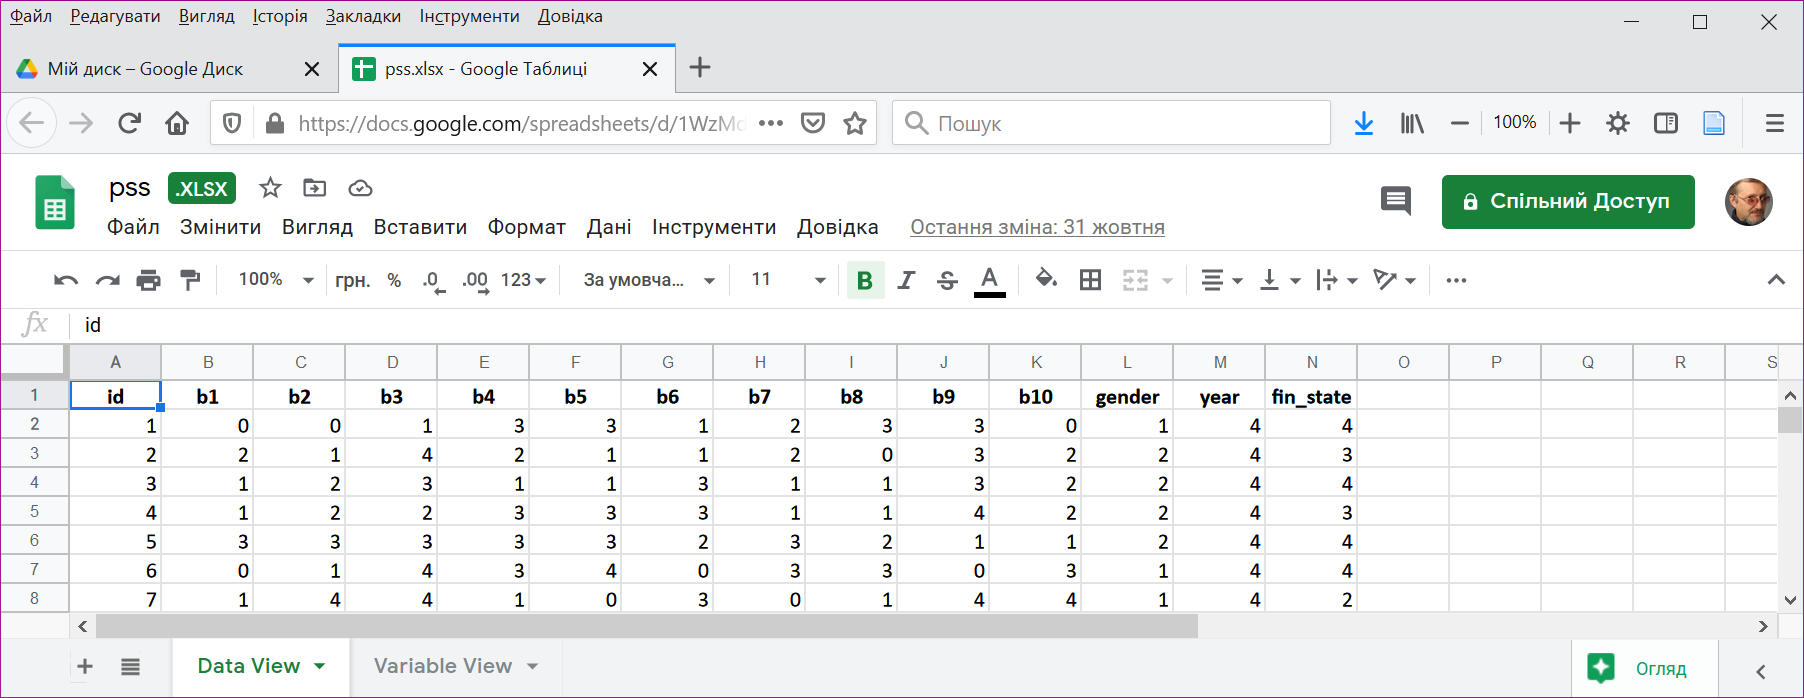 Файл Редагувати Вигляд Історія Закладки Інструменти Довідка
Мій диск – Google Диск pss.xlsx - Google Таблиці
https://docs.google.com/spreadsheets/d/1WzMd Пошук 100%
pss .XLSX
Файл Змінити Вигляд Вставити Формат Дані Інструменти Довідка Остання зміна: 31 жовтня Спільний Доступ
100% грн. % .0 .00 123 За умовча... 11 B I S A
fx id
A B C D E F G H I J K L M N O P Q R S
1 id b1 b2 b3 b4 b5 b6 b7 b8 b9 b10 gender year fin_state
2 1 0 0 1 3 3 1 2 3 3 0 1 4 4
3 2 2 1 4 2 1 1 2 0 3 2 2 4 3
4 3 1 2 3 1 1 3 1 1 3 2 2 4 4
5 4 1 2 2 3 3 3 1 1 4 2 2 4 3
6 5 3 3 3 3 3 2 3 2 1 1 2 4 4
7 6 0 1 4 3 4 0 3 3 0 3 1 4 4
8 7 1 4 4 1 0 3 0 1 4 4 1 4 2
Data View Variable View Огляд